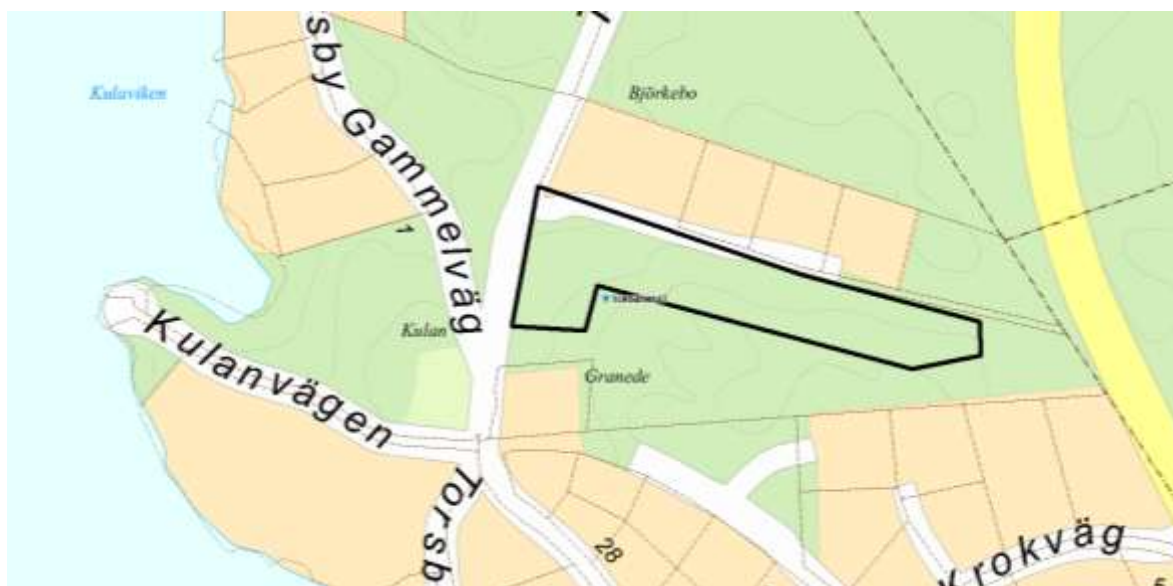 Kulaviken
sby Gammelväg
Björkebo
1
Kulan
Kulanvägen
Granede
Torsb
28
Krokväg